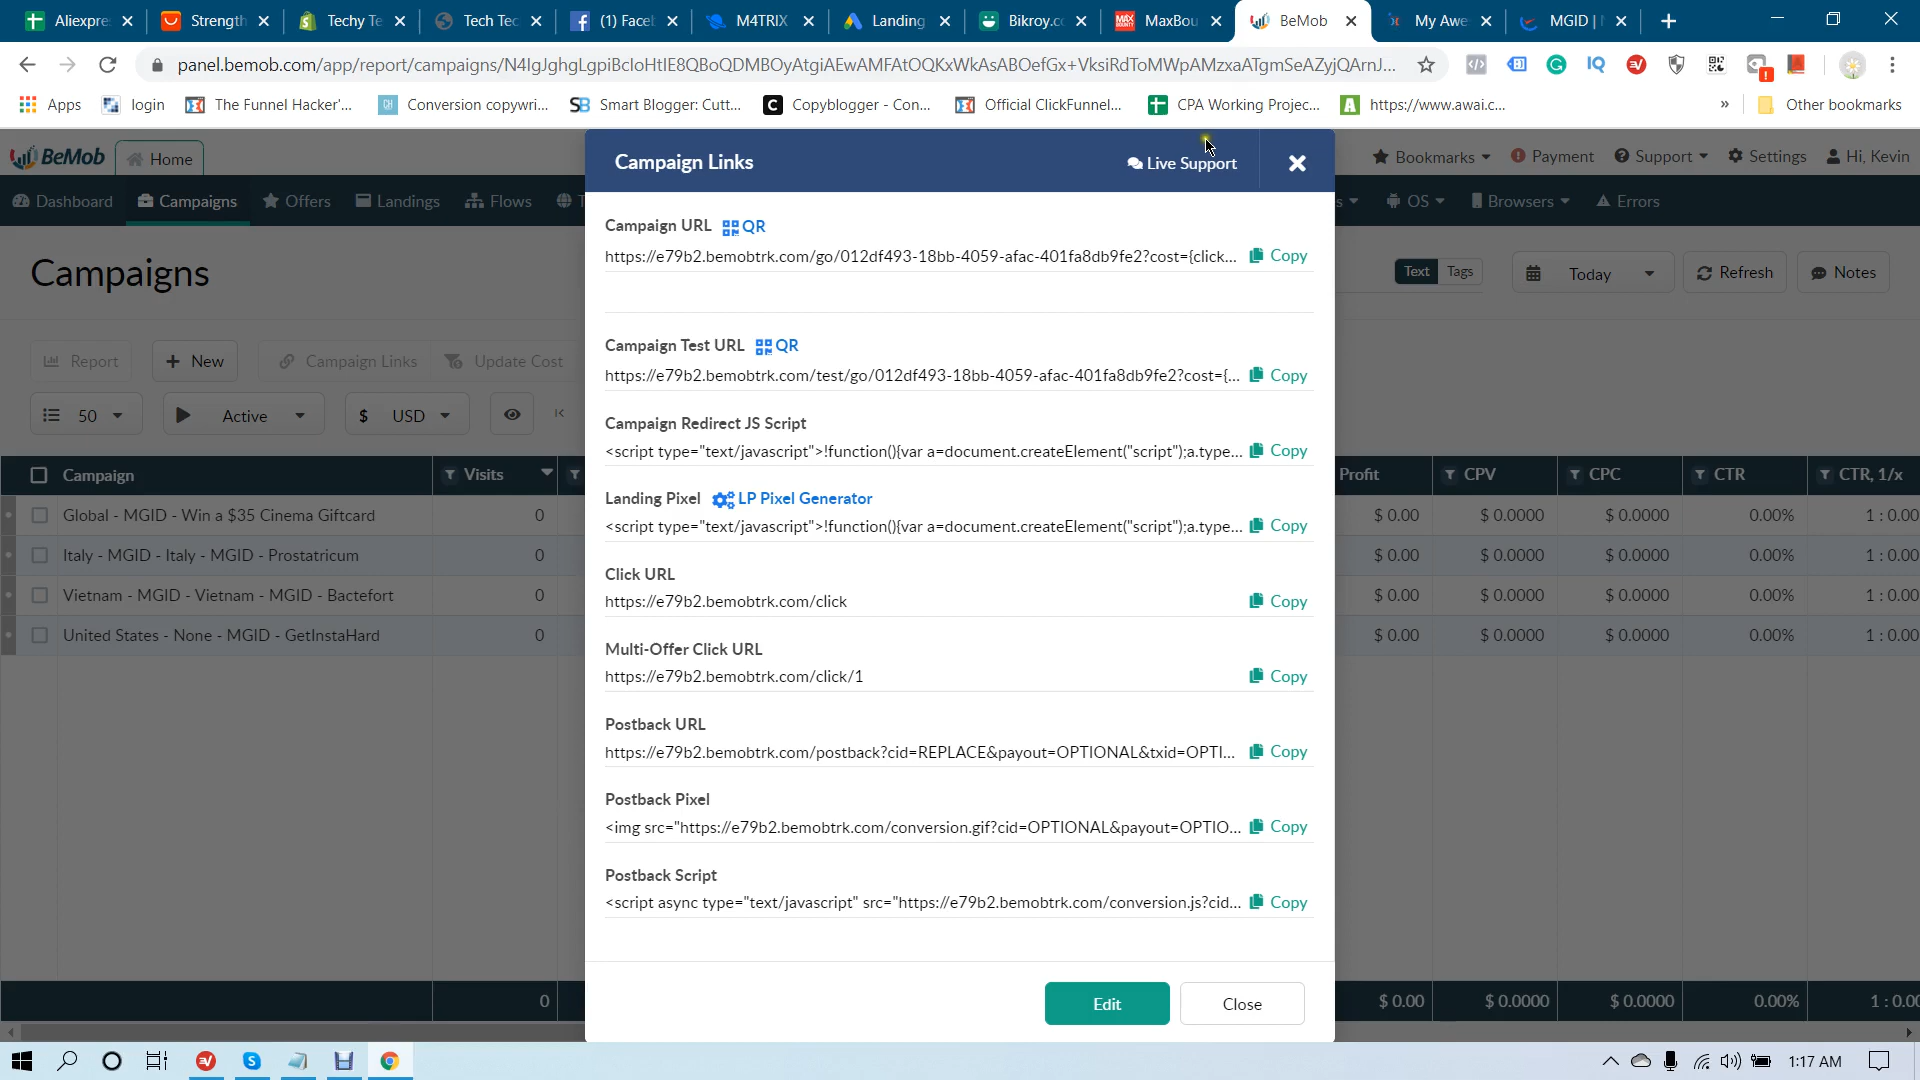 Aliexpre
Strength
Techy Te
Tech Tec
(1) Facel
M4TRIX
Landing
Bikroy.c
MaxBou
BeMob
My Awe
MGID |
panel.bemob.com/app/report/campaigns/N4IgJghgLgpiBcIoHtIE8QBoQDMBOyAtgiAEwAMFAtOQKxWkAsABOefGx+VksiRdToMWpAMzxaATgmSeAZyjQArnJ...
Apps
login
The Funnel Hacker'...
Conversion copywri...
Smart Blogger: Cutt...
Copyblogger - Con...
Official ClickFunnel...
CPA Working Projec...
https://www.awai.c...
»
Other bookmarks
BeMob
Home
Bookmarks
Payment
Support
Settings
Hi, Kevin
Dashboard
Campaigns
Offers
Landings
Flows
T
s
OS
Browsers
Errors
Campaigns
Text
Tags
Today
Refresh
Notes
Report
+ New
Campaign Links
Update Cost
50
Active
$ USD
Campaign
Visits
Profit
CPV
CPC
CTR
CTR, 1/x
Global - MGID - Win a $35 Cinema Giftcard 0 $ 0.00 $ 0.0000 $ 0.0000 0.00% 1 : 0.00
Italy - MGID - Italy - MGID - Prostatricum 0 $ 0.00 $ 0.0000 $ 0.0000 0.00% 1 : 0.00
Vietnam - MGID - Vietnam - MGID - Bactefort 0 $ 0.00 $ 0.0000 $ 0.0000 0.00% 1 : 0.00
United States - None - MGID - GetInstaHard 0 $ 0.00 $ 0.0000 $ 0.0000 0.00% 1 : 0.00
0 $ 0.00 $ 0.0000 $ 0.0000 0.00% 1 : 0.00
Campaign Links
Live Support
Campaign URL QR
https://e79b2.bemobtrk.com/go/012df493-18bb-4059-afac-401fa8db9fe2?cost={click... Copy
Campaign Test URL QR
https://e79b2.bemobtrk.com/test/go/012df493-18bb-4059-afac-401fa8db9fe2?cost={... Copy
Campaign Redirect JS Script
<script type="text/javascript">!function(){var a=document.createElement("script");a.type... Copy
Landing Pixel LP Pixel Generator
<script type="text/javascript">!function(){var a=document.createElement("script");a.type... Copy
Click URL
https://e79b2.bemobtrk.com/click Copy
Multi-Offer Click URL
https://e79b2.bemobtrk.com/click/1 Copy
Postback URL
https://e79b2.bemobtrk.com/postback?cid=REPLACE&payout=OPTIONAL&txid=OPTI... Copy
Postback Pixel
<img src="https://e79b2.bemobtrk.com/conversion.gif?cid=OPTIONAL&payout=OPTIO... Copy
Postback Script
<script async type="text/javascript" src="https://e79b2.bemobtrk.com/conversion.js?cid... Copy
Edit
Close
1:17 AM